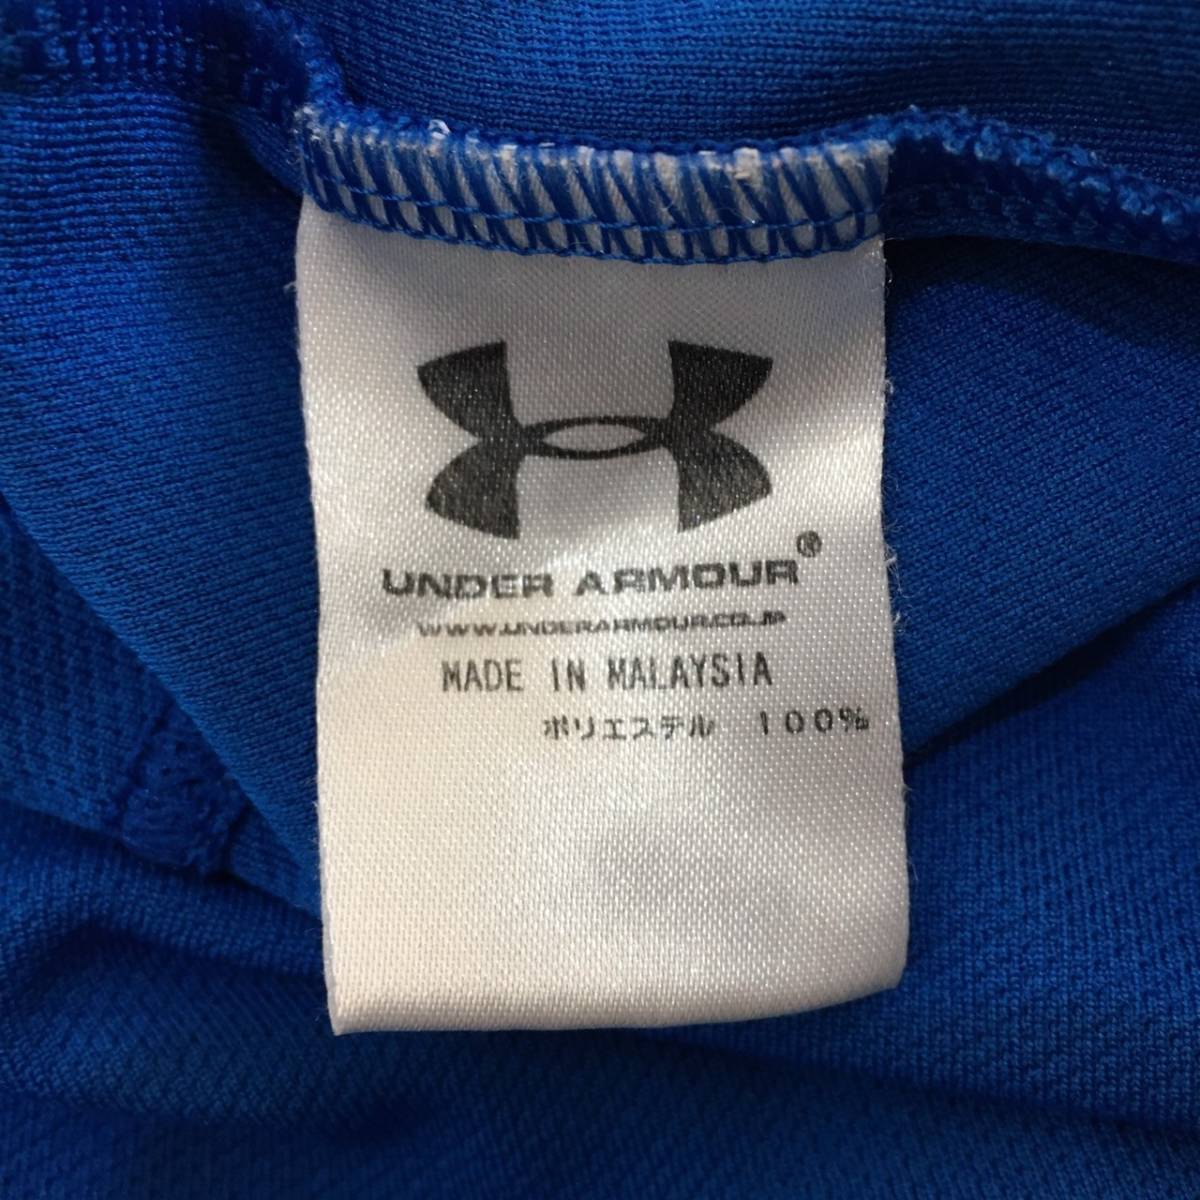 UNDER ARMOUR®
WWW.UNDERARMOUR.CO.JP
MADE IN MALAYSIA
ポリエステル 100%